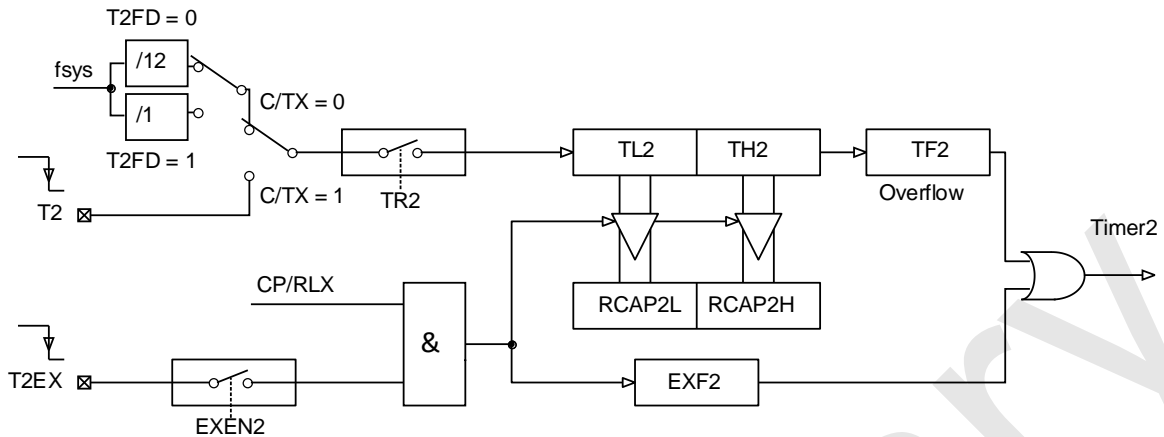 T2FD = 0
/12
fsys
C/TX = 0
/1
T2FD = 1
TL2
TH2
TF2
Overflow
C/TX = 1
TR2
T2
Timer2
CP/RLX
RCAP2L
RCAP2H
&
T2EX
EXF2
EXEN2